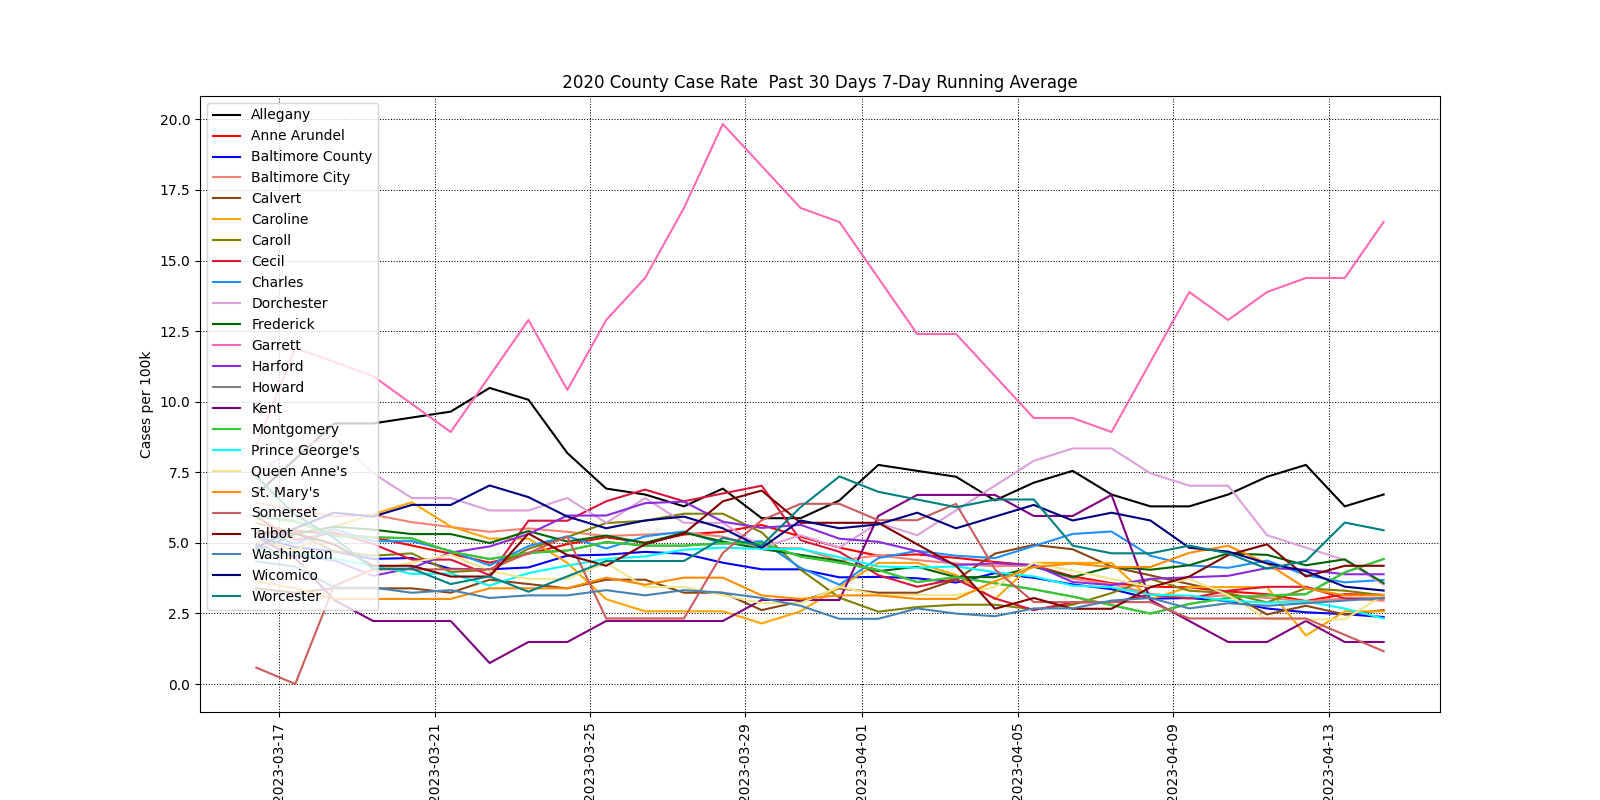 2020 County Case Rate  Past 30 Days 7-Day Running Average
Cases per 100k
20.0
17.5
15.0
12.5
10.0
7.5
5.0
2.5
0.0
Allegany
Anne Arundel
Baltimore County
Baltimore City
Calvert
Caroline
Caroll
Cecil
Charles
Dorchester
Frederick
Garrett
Harford
Howard
Kent
Montgomery
Prince George's
Queen Anne's
St. Mary's
Somerset
Talbot
Washington
Wicomico
Worcester
2023-03-17
2023-03-21
2023-03-25
2023-03-29
2023-04-01
2023-04-05
2023-04-09
2023-04-13